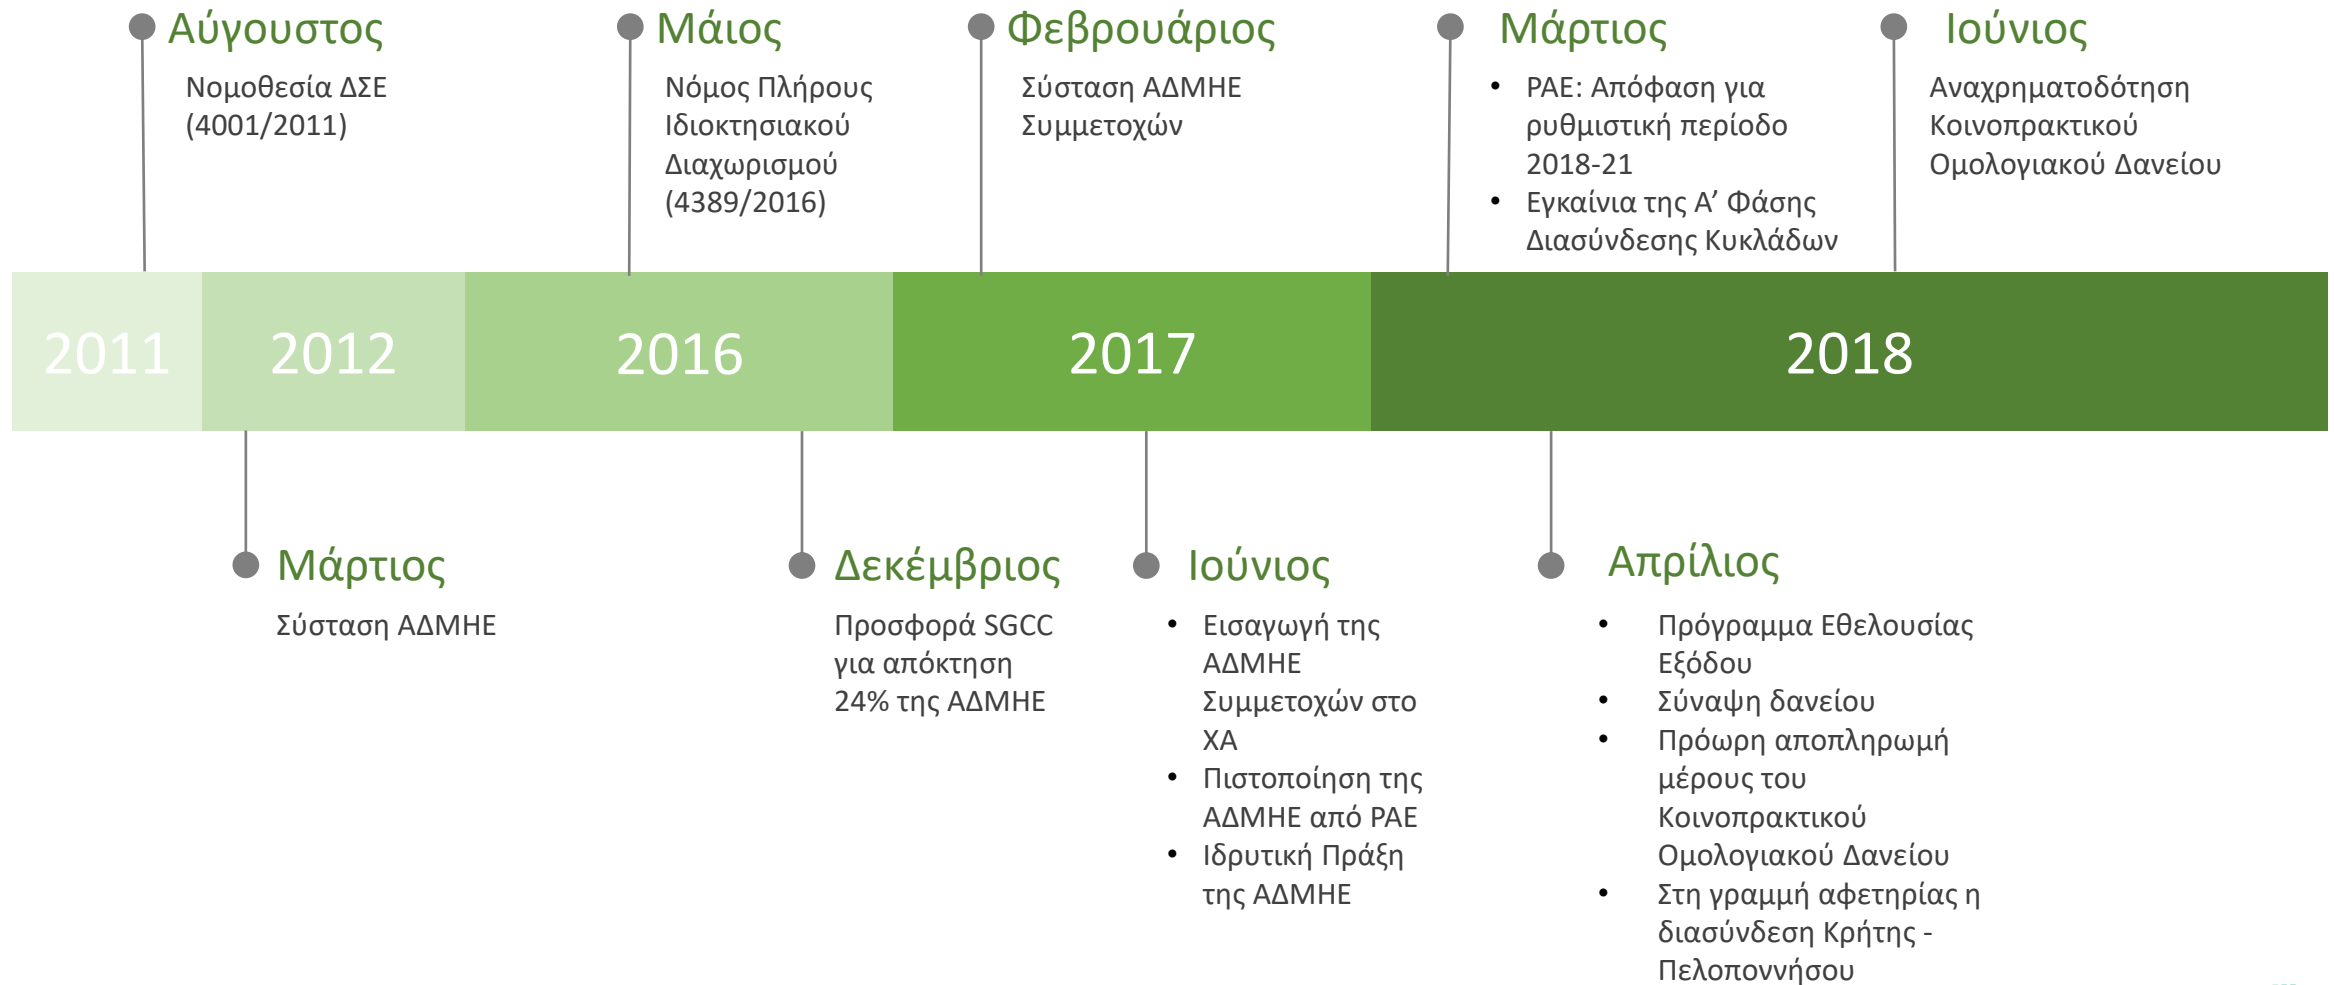 Αύγουστος
Νομοθεσία ΔΣΕ
(4001/2011)
Μάιος
Νόμος Πλήρους
Ιδιοκτησιακού
Διαχωρισμού
(4389/2016)
Φεβρουάριος
Σύσταση ΑΔΜΗΕ
Συμμετοχών
Μάρτιος
• ΡΑΕ: Απόφαση για
ρυθμιστική περίοδο
2018-21
• Εγκαίνια της Α’ Φάσης
Διασύνδεσης Κυκλάδων
Ιούνιος
Αναχρηματοδότηση
Κοινοπρακτικού
Ομολογιακού Δανείου
2011
2012
2016
2017
2018
Μάρτιος
Σύσταση ΑΔΜΗΕ
Δεκέμβριος
Προσφορά SGCC
για απόκτηση
24% της ΑΔΜΗΕ
Ιούνιος
• Εισαγωγή της
ΑΔΜΗΕ
Συμμετοχών στο
ΧΑ
• Πιστοποίηση της
ΑΔΜΗΕ από ΡΑΕ
• Ιδρυτική Πράξη
της ΑΔΜΗΕ
Απρίλιος
• Πρόγραμμα Εθελουσίας
Εξόδου
• Σύναψη δανείου
• Πρόωρη αποπληρωμή
μέρους του
Κοινοπρακτικού
Ομολογιακού Δανείου
• Στη γραμμή αφετηρίας η
διασύνδεση Κρήτης -
Πελοποννήσου